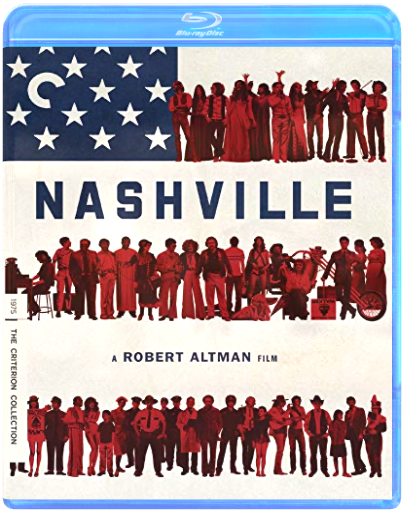 Blu-ray Disc
NASHVILLE
A ROBERT ALTMAN FILM
1975
THE CRITERION COLLECTION